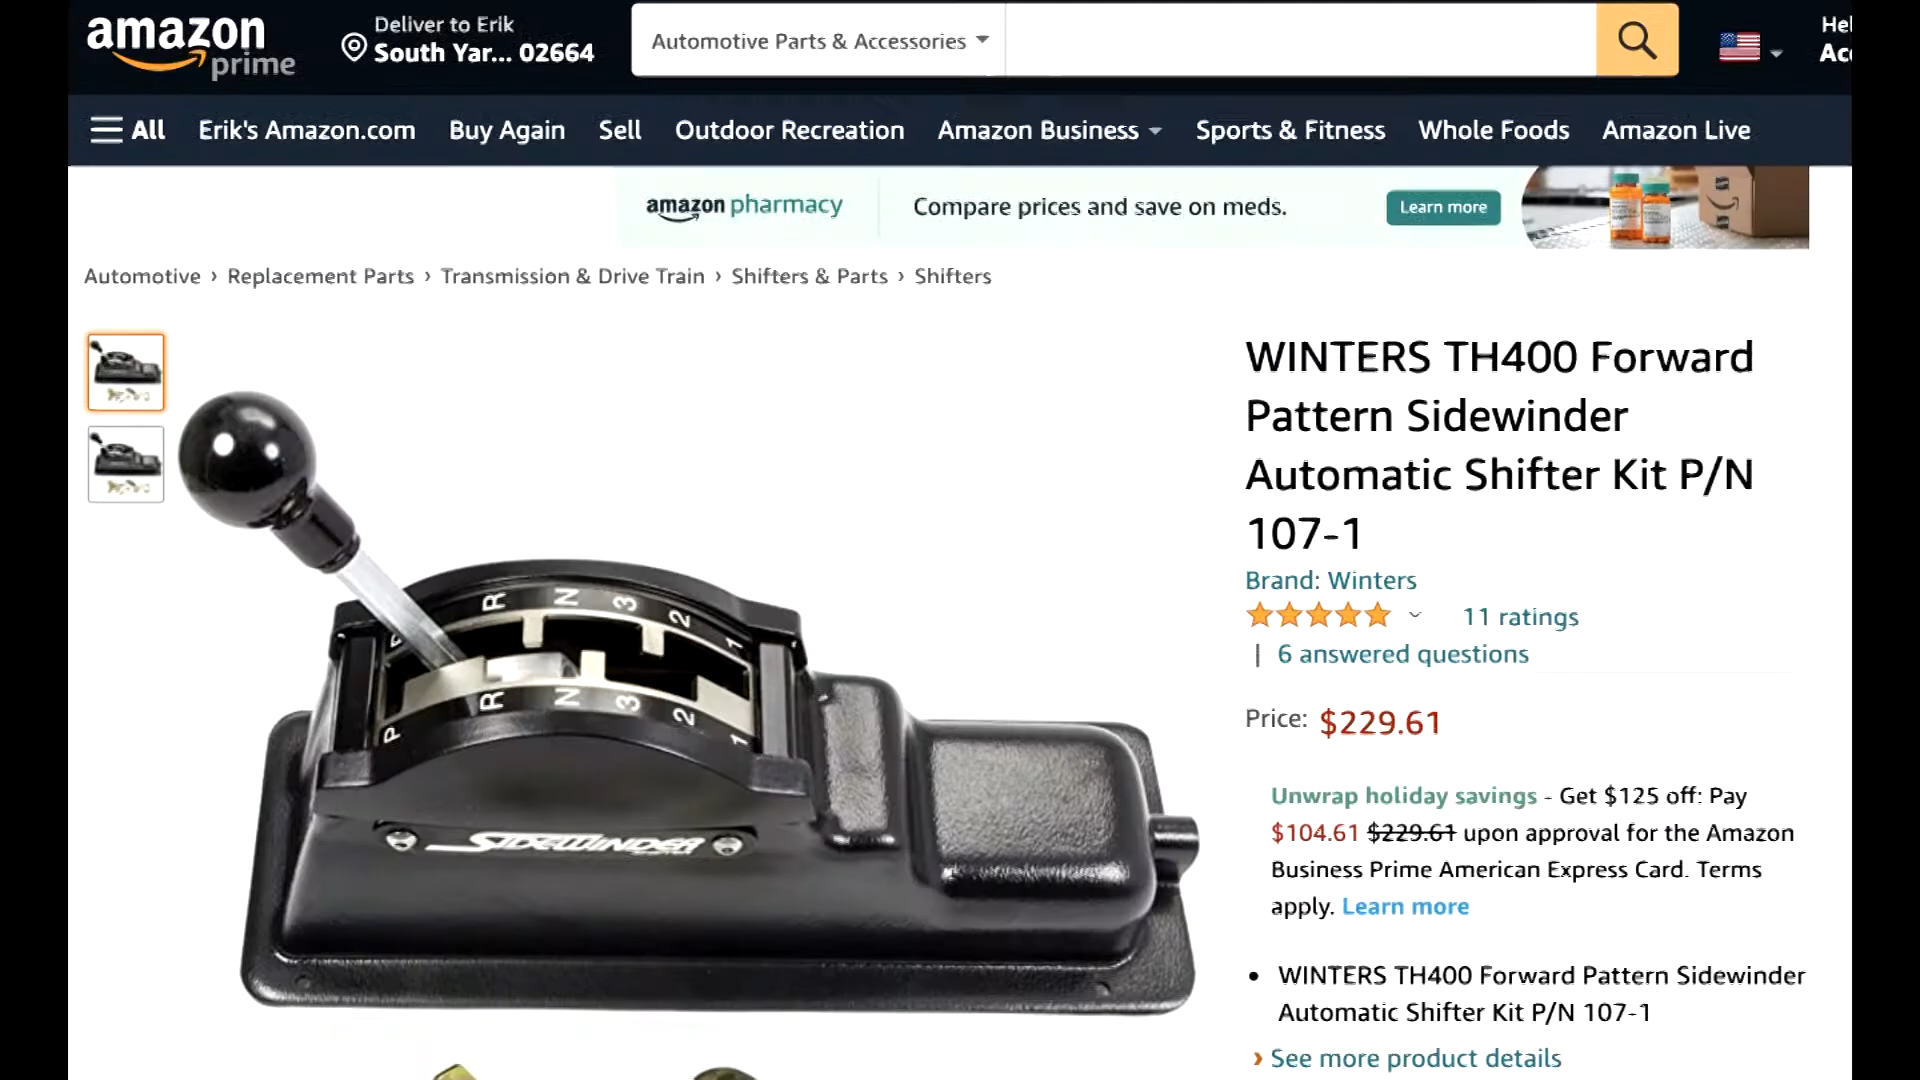 amazon
prime
Deliver to Erik
South Yar... 02664
Automotive Parts & Accessories
All
Erik's Amazon.com
Buy Again
Sell
Outdoor Recreation
Amazon Business
Sports & Fitness
Whole Foods
Amazon Live
amazon pharmacy
Compare prices and save on meds.
Learn more
Automotive › Replacement Parts › Transmission & Drive Train › Shifters & Parts › Shifters
WINTERS TH400 Forward
Pattern Sidewinder
Automatic Shifter Kit P/N
107-1
Brand: Winters
11 ratings
| 6 answered questions
Price: $229.61
Unwrap holiday savings - Get $125 off: Pay
$104.61 $229.61 upon approval for the Amazon
Business Prime American Express Card. Terms
apply. Learn more
• WINTERS TH400 Forward Pattern Sidewinder
Automatic Shifter Kit P/N 107-1
› See more product details
R N 3 2 1
P R N 3 2 1
SIDEWINDER